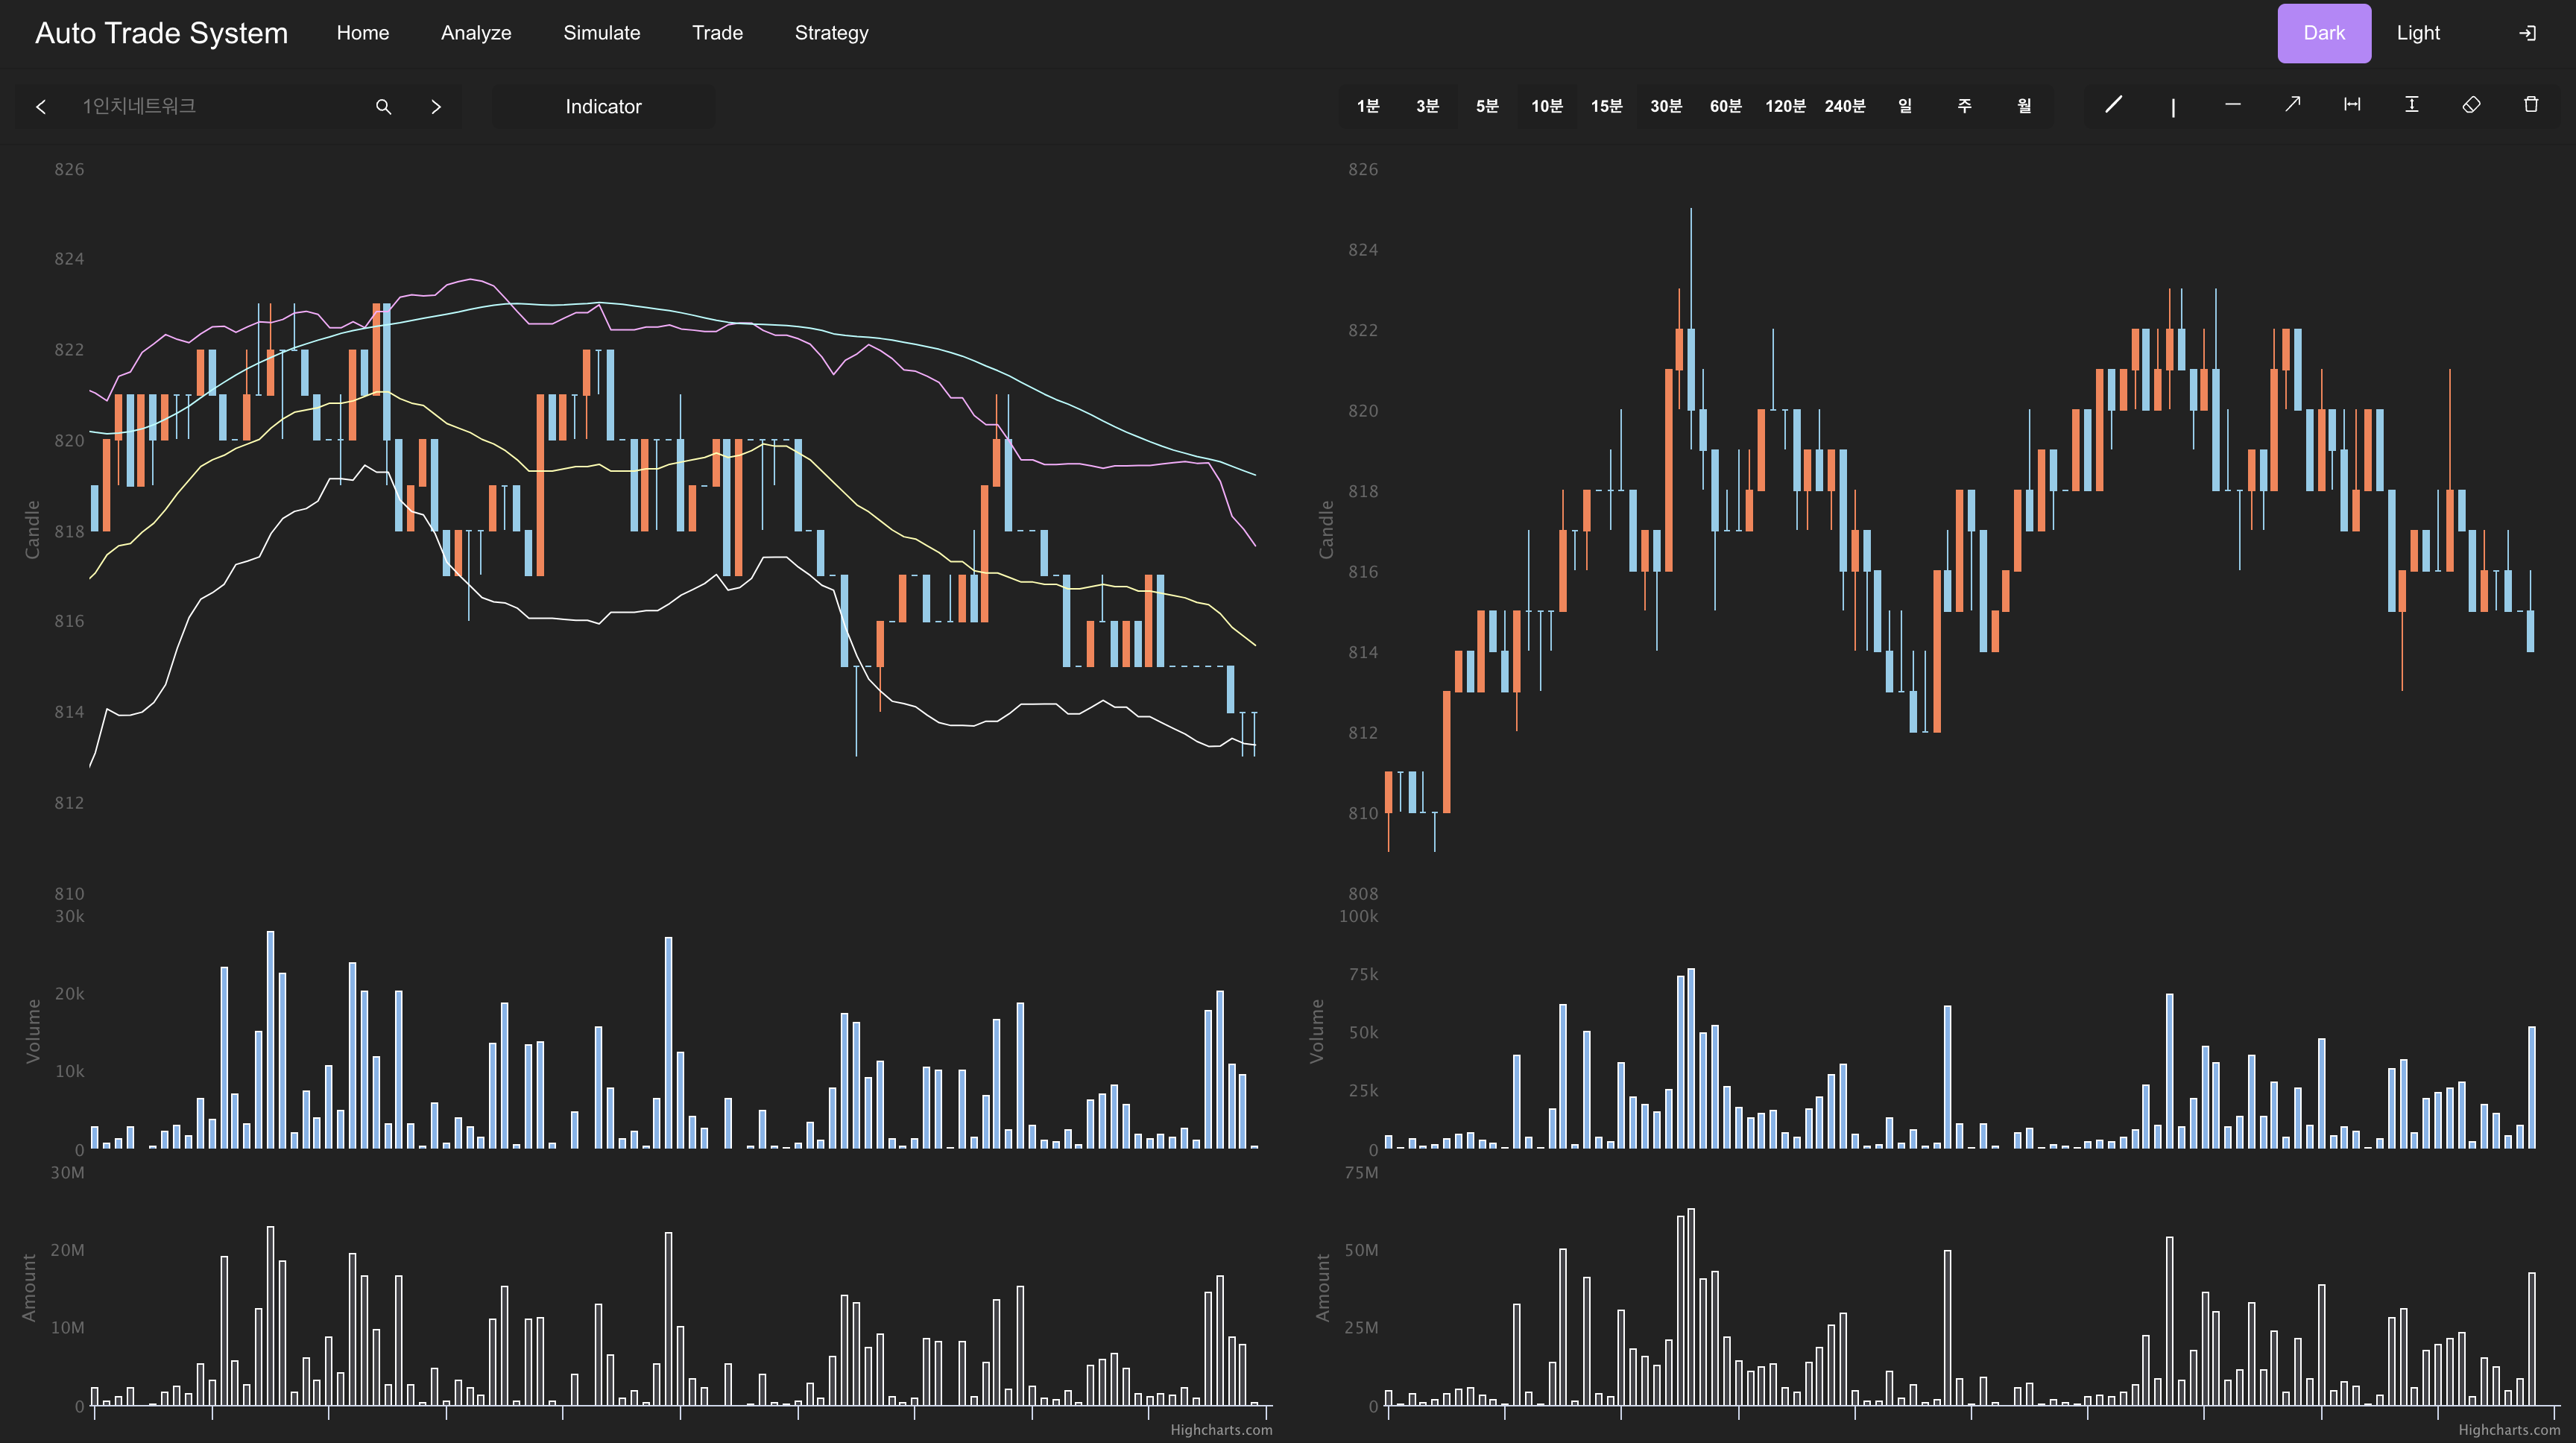 Auto Trade System Home Analyze Simulate Trade Strategy Dark Light
1인치네트워크 Indicator 1분 3분 5분 10분 15분 30분 60분 120분 240분 일 주 월
826
824
822
820
818
816
814
812
810
Candle
30k
20k
10k
0
Volume
30M
20M
10M
0
Amount
Highcharts.com
826
824
822
820
818
816
814
812
810
808
Candle
100k
75k
50k
25k
0
Volume
75M
50M
25M
0
Amount
Highcharts.com